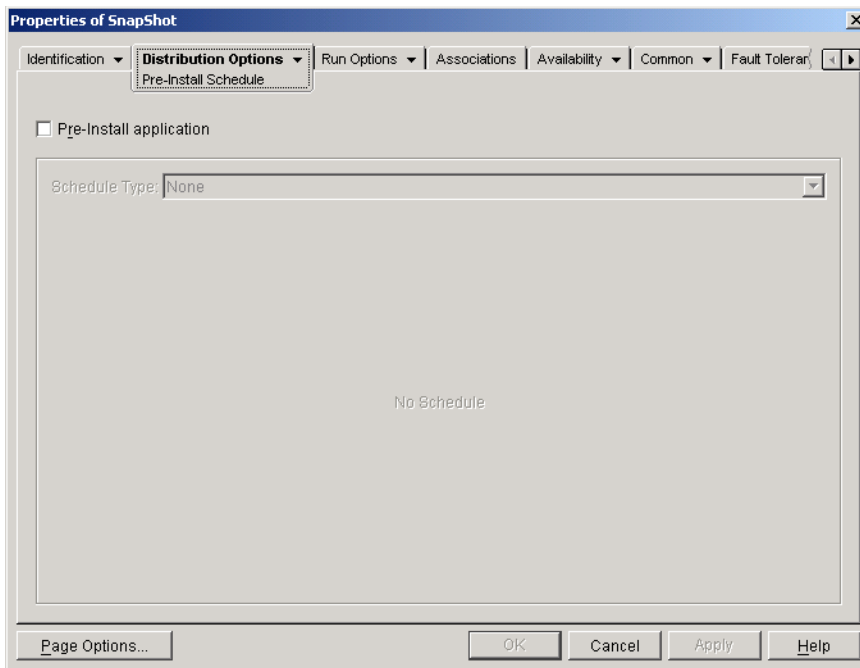 Properties of SnapShot
Identification Distribution Options Run Options Associations Availability Common Fault Toleran
Pre-Install Schedule
Pre-Install application
Schedule Type: None
No Schedule
Page Options... OK Cancel Apply Help